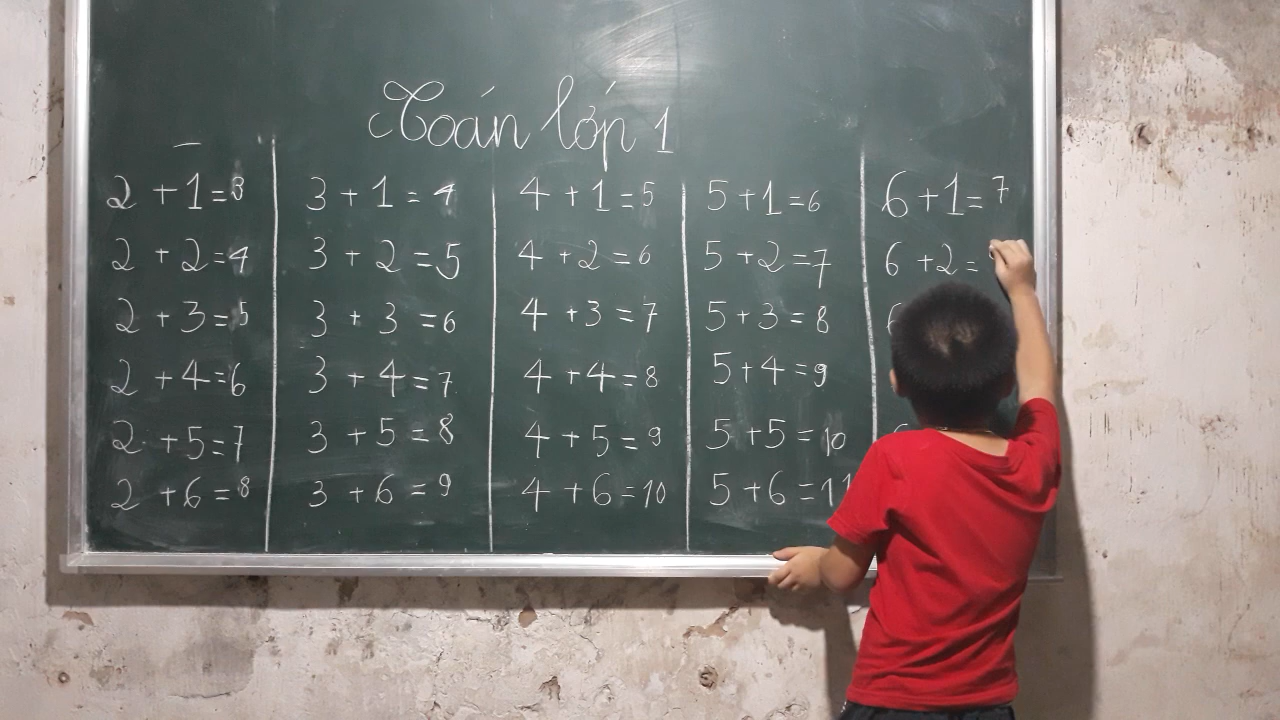 Toán lớp 1
2 + 1 = 3 3 + 1 = 4 4 + 1 = 5 5 + 1 = 6 6 + 1 = 7
2 + 2 = 4 3 + 2 = 5 4 + 2 = 6 5 + 2 = 7 6 + 2 =
2 + 3 = 5 3 + 3 = 6 4 + 3 = 7 5 + 3 = 8
2 + 4 = 6 3 + 4 = 7 4 + 4 = 8 5 + 4 = 9
2 + 5 = 7 3 + 5 = 8 4 + 5 = 9 5 + 5 = 10
2 + 6 = 8 3 + 6 = 9 4 + 6 = 10 5 + 6 = 11